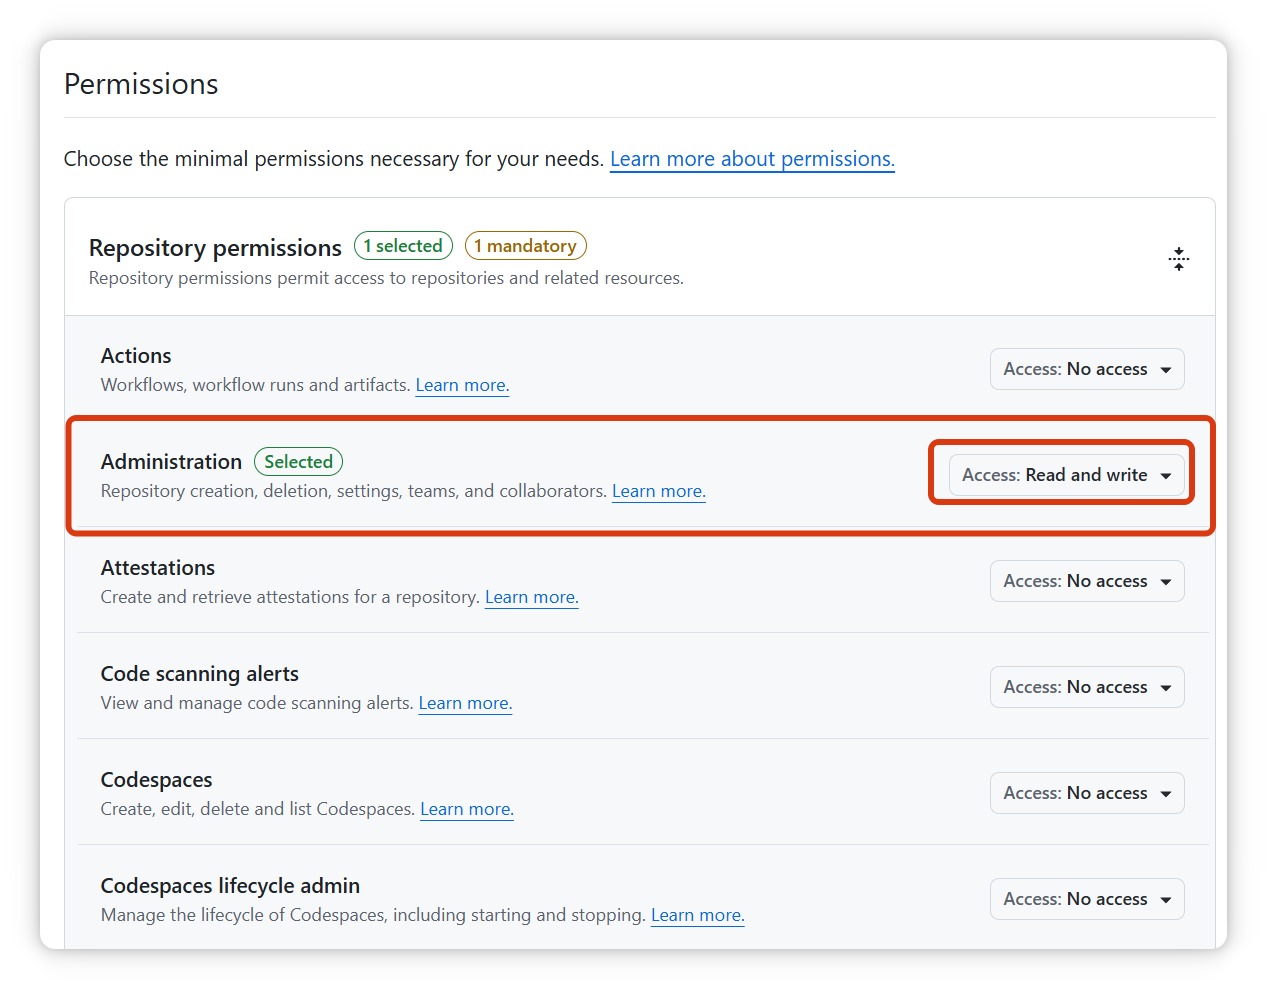 Permissions
Choose the minimal permissions necessary for your needs. Learn more about permissions.
Repository permissions 1 selected 1 mandatory
Repository permissions permit access to repositories and related resources.
Actions
Workflows, workflow runs and artifacts. Learn more.
Access: No access
Administration Selected
Repository creation, deletion, settings, teams, and collaborators. Learn more.
Access: Read and write
Attestations
Create and retrieve attestations for a repository. Learn more.
Access: No access
Code scanning alerts
View and manage code scanning alerts. Learn more.
Access: No access
Codespaces
Create, edit, delete and list Codespaces. Learn more.
Access: No access
Codespaces lifecycle admin
Manage the lifecycle of Codespaces, including starting and stopping. Learn more.
Access: No access